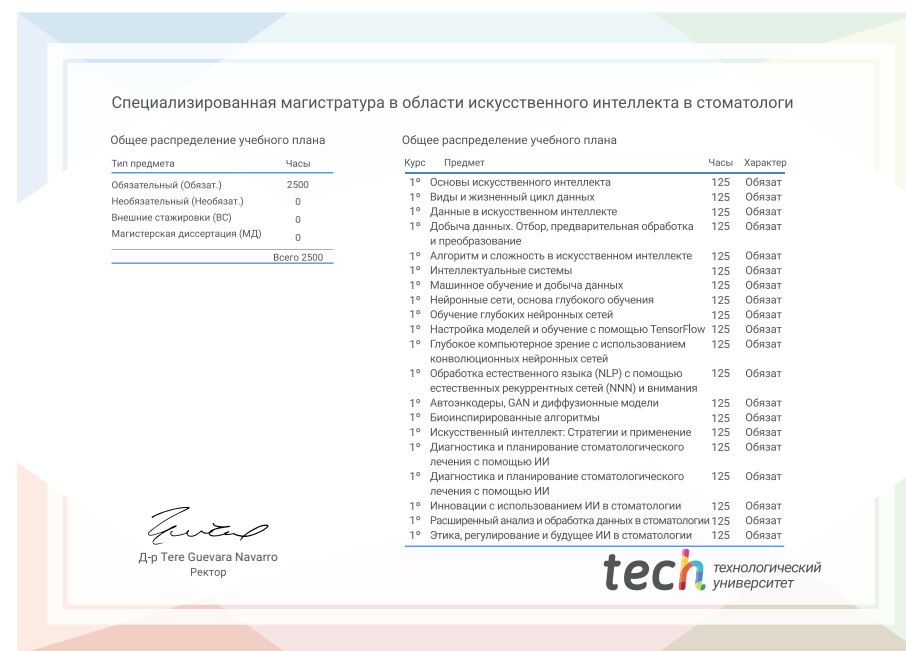 Специализированная магистратура в области искусственного интеллекта в стоматологи
Общее распределение учебного плана
Тип предмета Часы
Обязательный (Обязат.) 2500
Необязательный (Необязат.) 0
Внешние стажировки (ВС) 0
Магистерская диссертация (МД) 0
Всего 2500
Общее распределение учебного плана
Курс Предмет Часы Характер
1º Основы искусственного интеллекта 125 Обязат
1º Виды и жизненный цикл данных 125 Обязат
1º Данные в искусственном интеллекте 125 Обязат
1º Добыча данных. Отбор, предварительная обработка 125 Обязат
и преобразование
1º Алгоритм и сложность в искусственном интеллекте 125 Обязат
1º Интеллектуальные системы 125 Обязат
1º Машинное обучение и добыча данных 125 Обязат
1º Нейронные сети, основа глубокого обучения 125 Обязат
1º Обучение глубоких нейронных сетей 125 Обязат
1º Настройка моделей и обучение с помощью TensorFlow 125 Обязат
1º Глубокое компьютерное зрение с использованием 125 Обязат
конволюционных нейронных сетей
1º Обработка естественного языка (NLP) с помощью 125 Обязат
естественных рекуррентных сетей (NNN) и внимания
1º Автоэнкодеры, GAN и диффузионные модели 125 Обязат
1º Биоинспирированные алгоритмы 125 Обязат
1º Искусственный интеллект: Стратегии и применение 125 Обязат
1º Диагностика и планирование стоматологического 125 Обязат
лечения с помощью ИИ
1º Диагностика и планирование стоматологического 125 Обязат
лечения с помощью ИИ
1º Инновации с использованием ИИ в стоматологии 125 Обязат
1º Расширенный анализ и обработка данных в стоматологии 125 Обязат
1º Этика, регулирование и будущее ИИ в стоматологии 125 Обязат
Д-р Tere Guevara Navarro
Ректор
tech технологический
университет